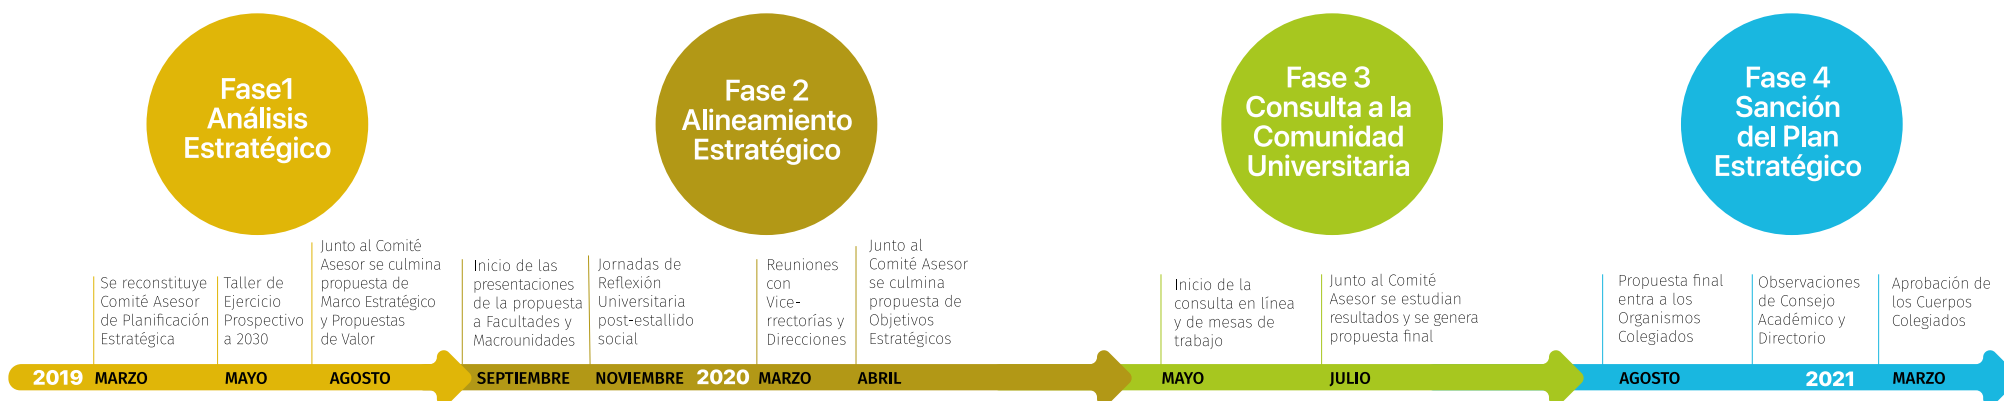 Fase1
Análisis
Estratégico
Fase 2
Alineamiento
Estratégico
Fase 3
Consulta a la
Comunidad
Universitaria
Fase 4
Sanción
del Plan
Estratégico
Se reconstituye
Comité Asesor
de Planificación
Estratégica
Taller de
Ejercicio
Prospectivo
a 2030
Junto al Comité
Asesor se culmina
propuesta de
Marco Estratégico
y Propuestas
de Valor
Inicio de las
presentaciones
de la propuesta
a Facultades y
Macrounidades
Jornadas de
Reflexión
Universitaria
post-estallido
social
Reuniones
con
Vice-
rrectorías y
Direcciones
Junto al
Comité Asesor
se culmina
propuesta de
Objetivos
Estratégicos
Inicio de la
consulta en línea
y de mesas de
trabajo
Junto al Comité
Asesor se estudian
resultados y se genera
propuesta final
Propuesta final
entra a los
Organismos
Colegiados
Observaciones
de Consejo
Académico y
Directorio
Aprobación de
los Cuerpos
Colegiados
2019 MARZO MAYO AGOSTO SEPTIEMBRE NOVIEMBRE 2020 MARZO ABRIL MAYO JULIO AGOSTO 2021 MARZO